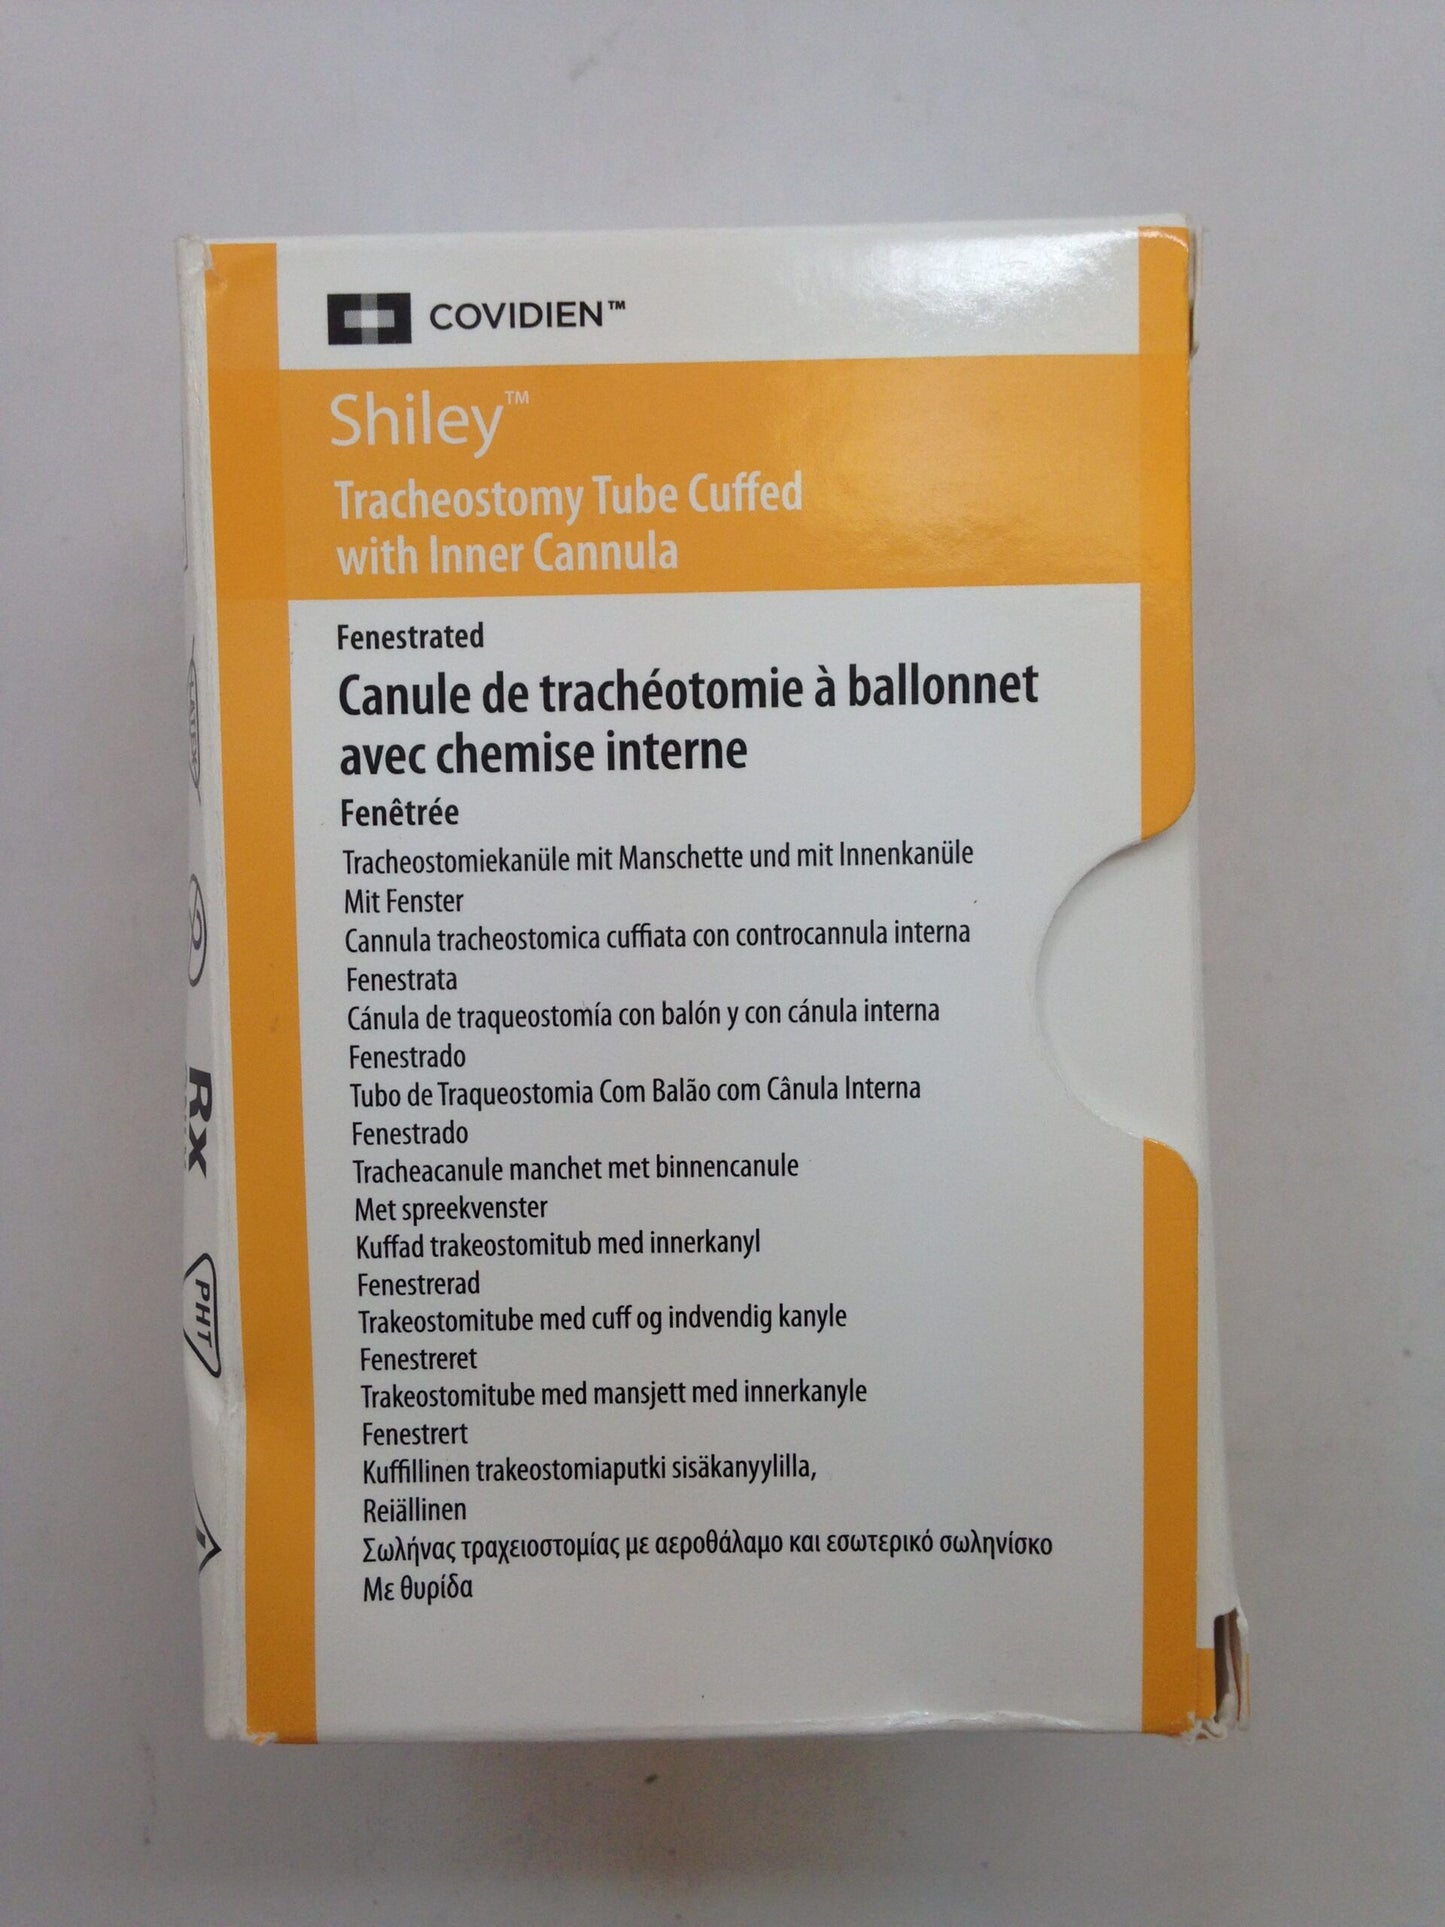 COVIDIEN™
Shiley™
Tracheostomy Tube Cuffed
with Inner Cannula
Fenestrated
Canule de trachéotomie à ballonnet
avec chemise interne
Fenêtrée
Tracheostomiekanüle mit Manschette und mit Innenkanüle
Mit Fenster
Cannula tracheostomica cuffiata con controcannula interna
Fenestrata
Cánula de traqueostomía con balón y con cánula interna
Fenestrado
Tubo de Traqueostomia Com Balão com Cânula Interna
Fenestrado
Tracheacanule manchet met binnencanule
Met spreekvenster
Kuffad trakeostomitub med innerkanyl
Fenestrerad
Trakeostomitube med cuff og indvendig kanyle
Fenestreret
Trakeostomitube med mansjett med innerkanyle
Fenestrert
Kuffillinen trakeostomiaputki sisäkanyylilla,
Reiällinen
Σωλήνας τραχειοστομίας με αεροθάλαμο και εσωτερικό σωληνίσκο
Με θυρίδα
LATEX
2
Rx
PHT